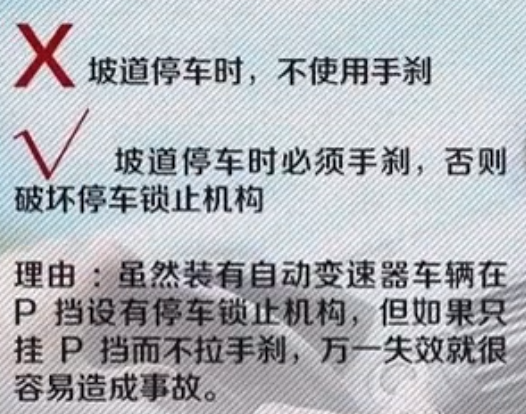 X 坡道停车时，不使用手刹
√ 坡道停车时必须手刹，否则
破坏停车锁止机构
理由：虽然装有自动变速器车辆在
P 挡设有停车锁止机构，但如果只
挂 P 挡而不拉手刹，万一失效就很
容易造成事故。